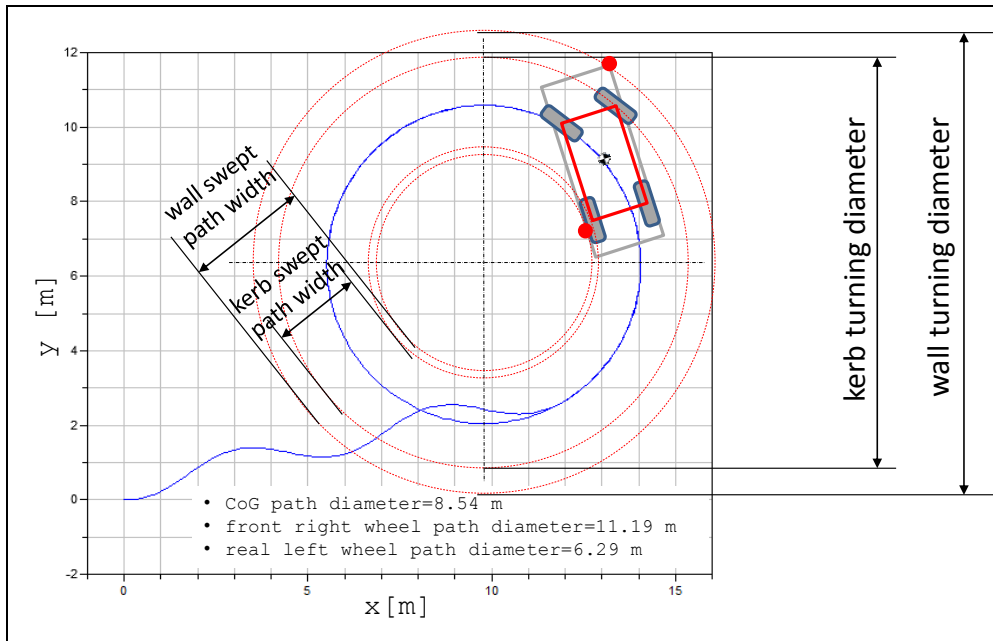 12
10
8
6
4
2
0
-2
y [m]
0
5
10
15
x [m]
wall swept
path width
kerb swept
path width
kerb turning diameter
wall turning diameter
• CoG path diameter=8.54 m
• front right wheel path diameter=11.19 m
• real left wheel path diameter=6.29 m